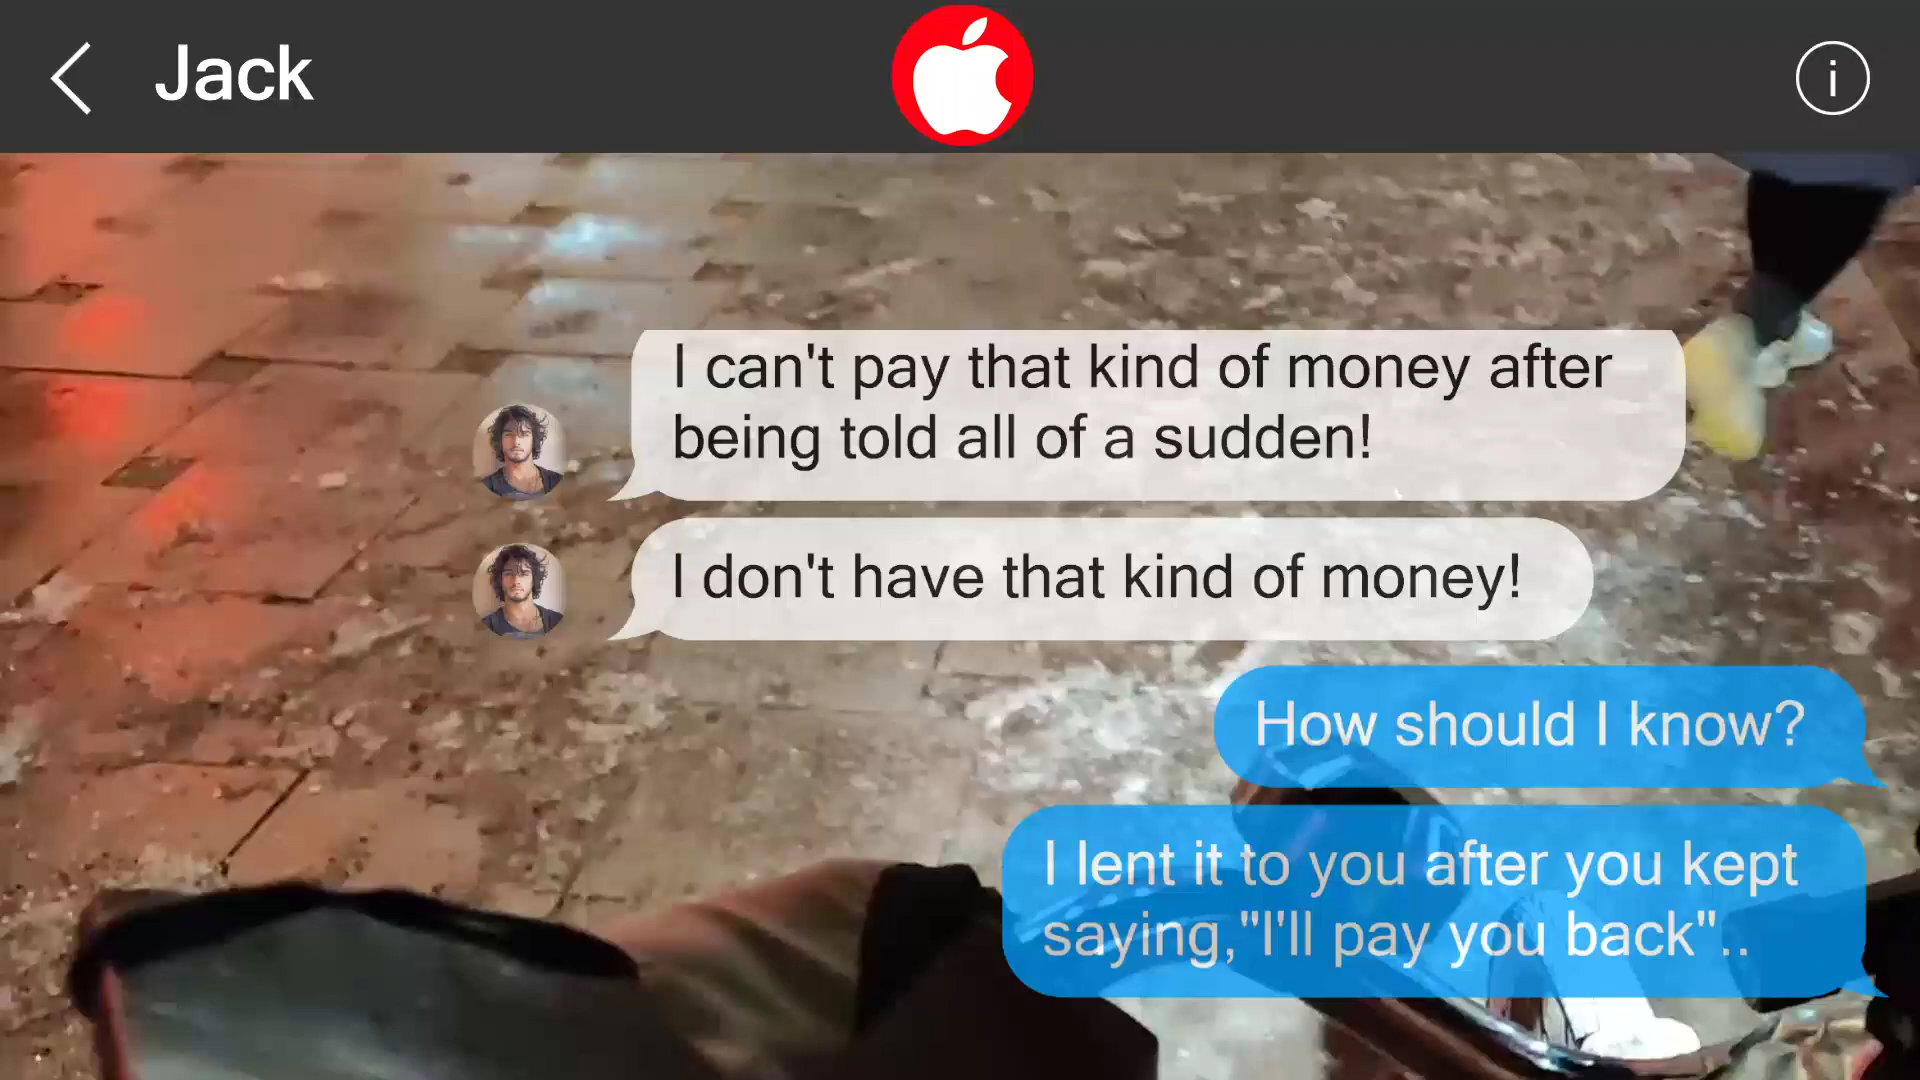 Jack
i
I can't pay that kind of money after
being told all of a sudden!
I don't have that kind of money!
How should I know?
I lent it to you after you kept
saying,"I'll pay you back"..